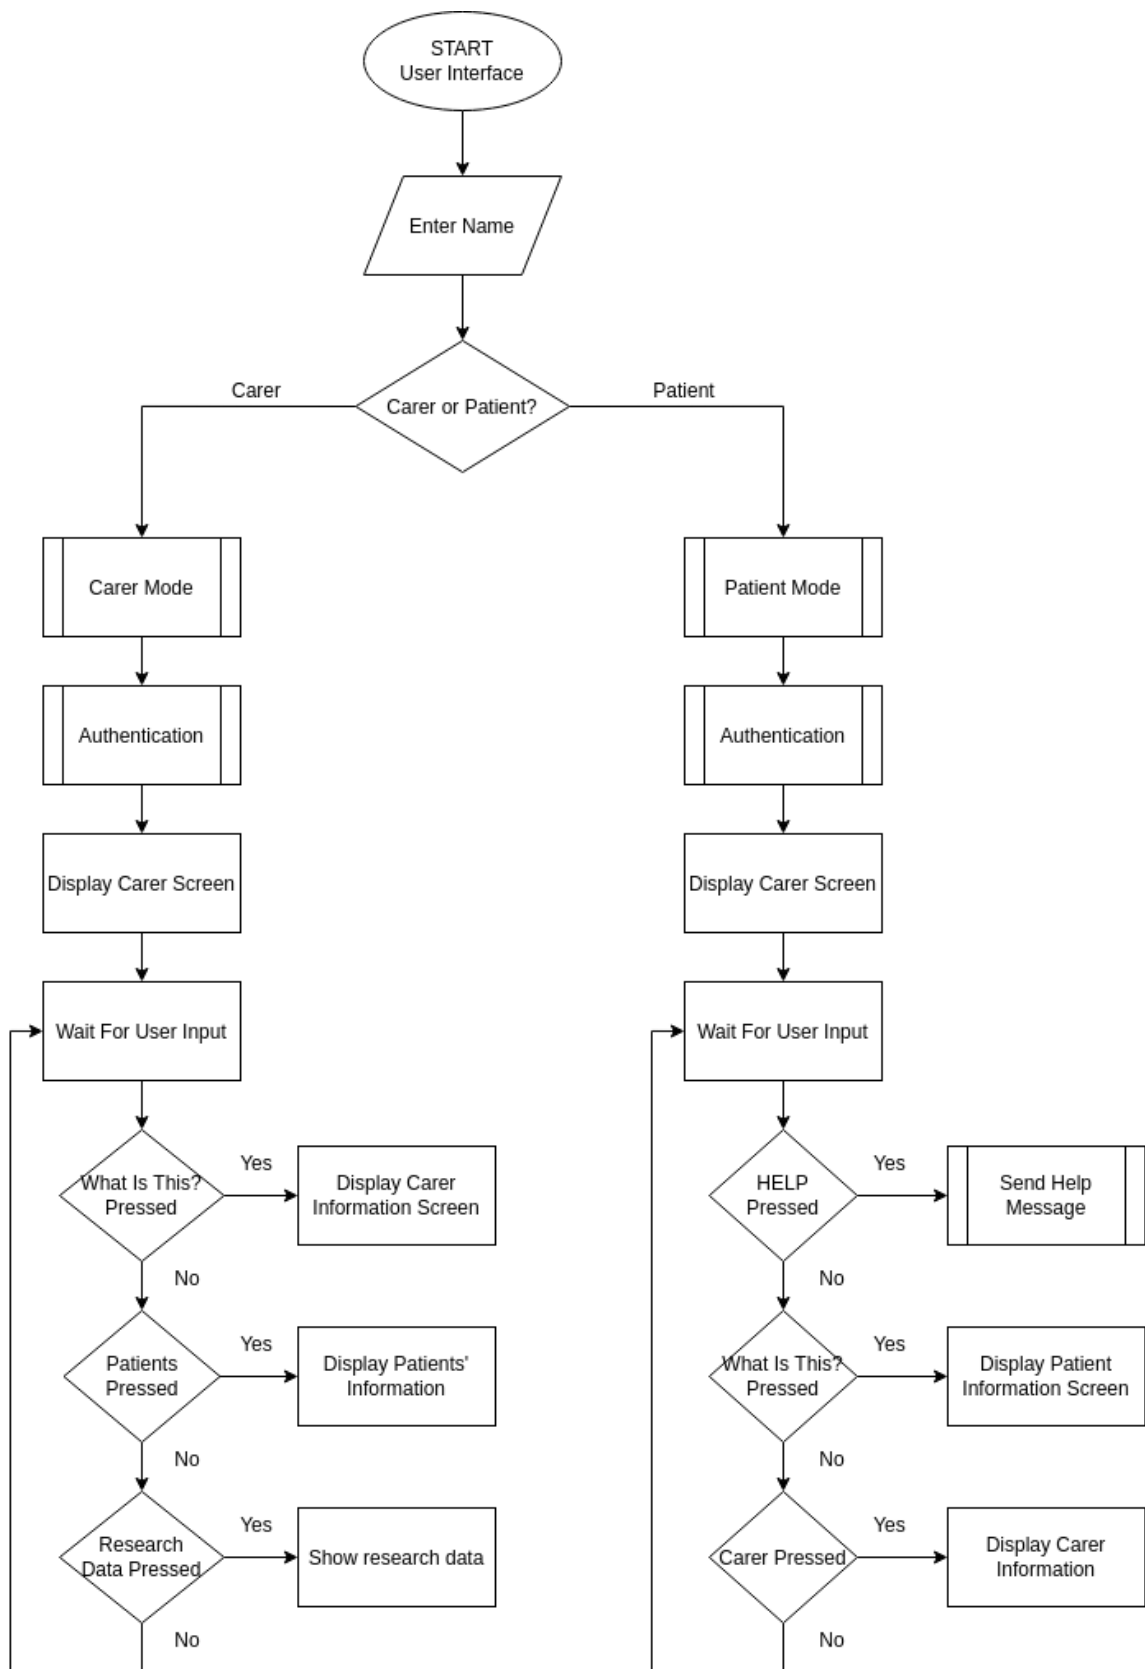 START
User Interface
Enter Name
Carer
Carer or Patient?
Patient
Carer Mode
Patient Mode
Authentication
Authentication
Display Carer Screen
Display Carer Screen
Wait For User Input
Wait For User Input
What Is This?
Pressed
Yes
Display Carer
Information Screen
HELP
Pressed
Yes
Send Help
Message
No
No
Patients
Pressed
Yes
Display Patients'
Information
What Is This?
Pressed
Yes
Display Patient
Information Screen
No
No
Research
Data Pressed
Yes
Show research data
Carer Pressed
Yes
Display Carer
Information
No
No